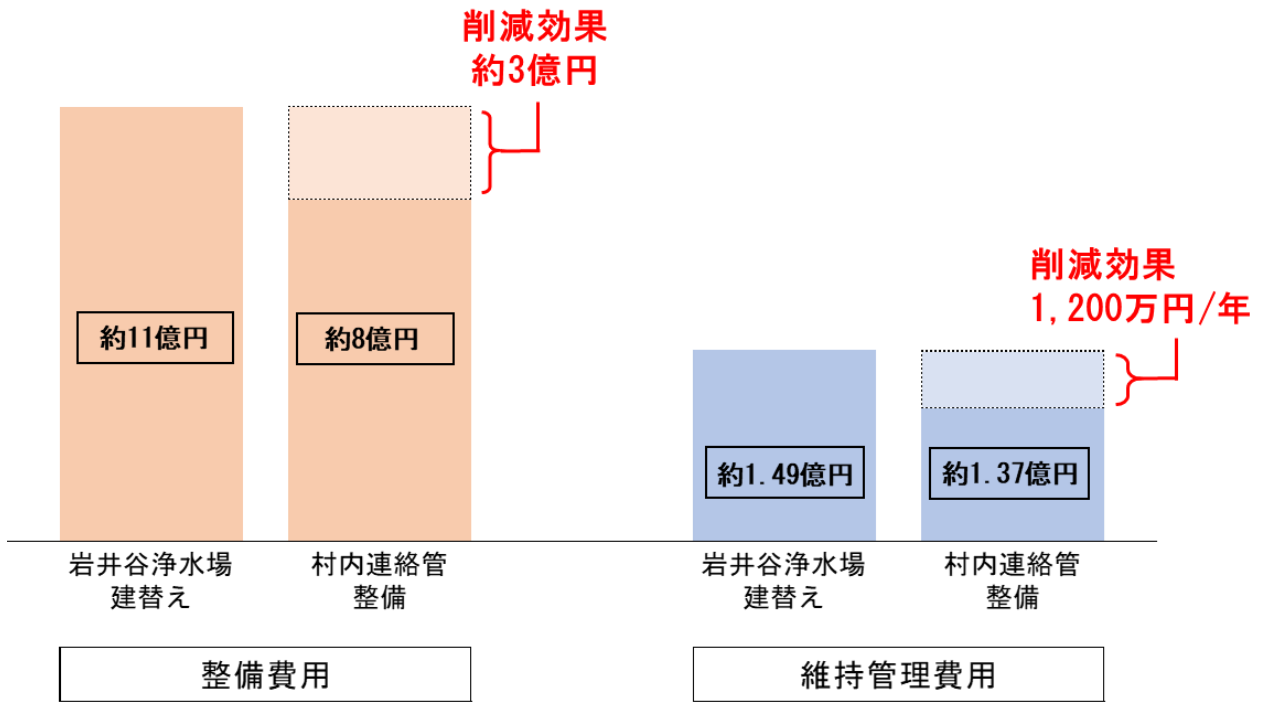 削減効果
約3億円
約11億円
約8億円
岩井谷浄水場
建替え
村内連絡管
整備
整備費用
削減効果
1,200万円/年
約1.49億円
約1.37億円
岩井谷浄水場
建替え
村内連絡管
整備
維持管理費用